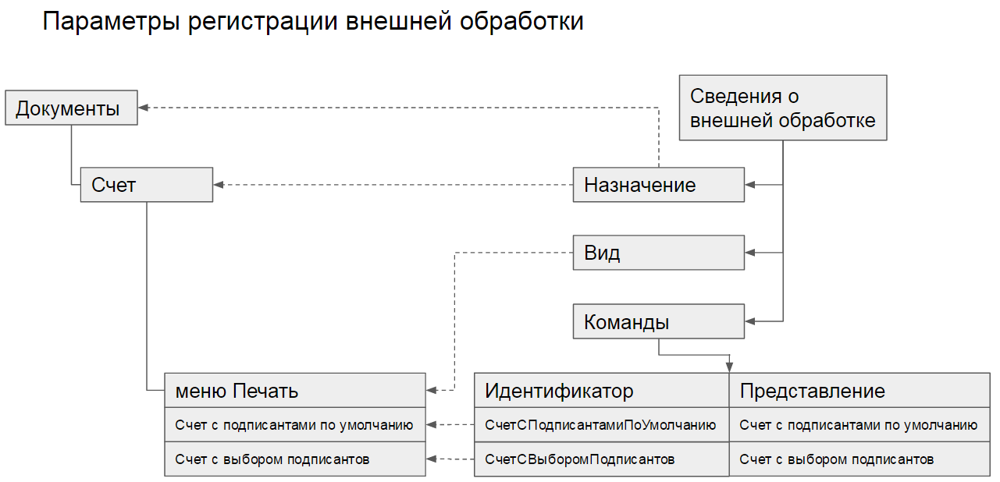 Параметры регистрации внешней обработки
Сведения о
внешней обработке
Документы
Счет
Назначение
Вид
Команды
меню Печать
Идентификатор
Представление
Счет с подписантами по умолчанию
СчетСПодписантамиПоУмолчанию
Счет с подписантами по умолчанию
Счет с выбором подписантов
СчетСВыборомПодписантов
Счет с выбором подписантов